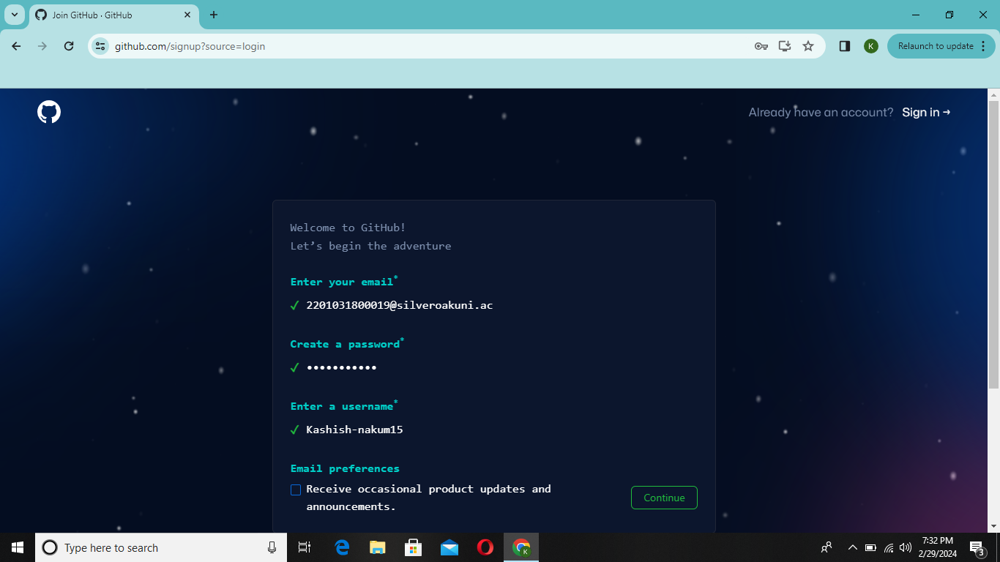 Join GitHub · GitHub
github.com/signup?source=login
K
Relaunch to update
Already have an account? Sign in →
Welcome to GitHub!
Let’s begin the adventure
Enter your email*
✓ 2201031800019@silveroakuni.ac
Create a password*
✓ •••••••••••
Enter a username*
✓ Kashish-nakum15
Email preferences
Receive occasional product updates and
announcements.
Continue
Type here to search
K
7:32 PM
2/29/2024
3